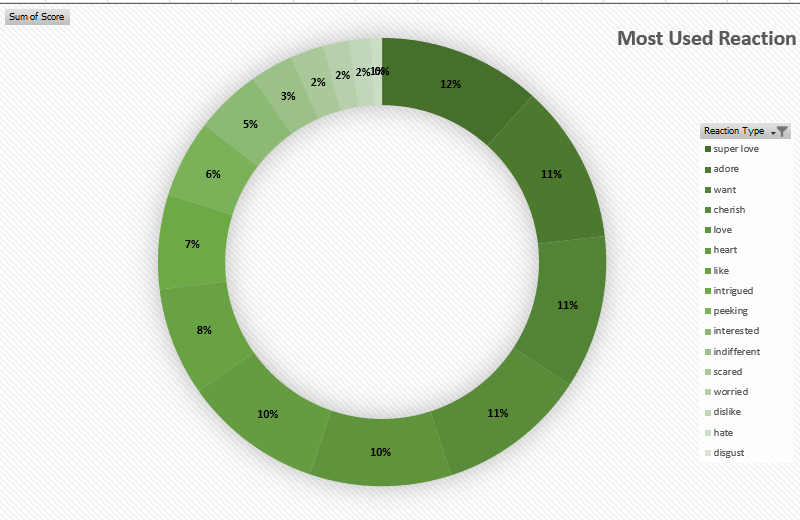 Sum of Score
Most Used Reaction
12%
11%
11%
11%
10%
10%
8%
7%
6%
5%
3%
2%
2%
2%
1%
0%
Reaction Type
super love
adore
want
cherish
love
heart
like
intrigued
peeking
interested
indifferent
scared
worried
dislike
hate
disgust